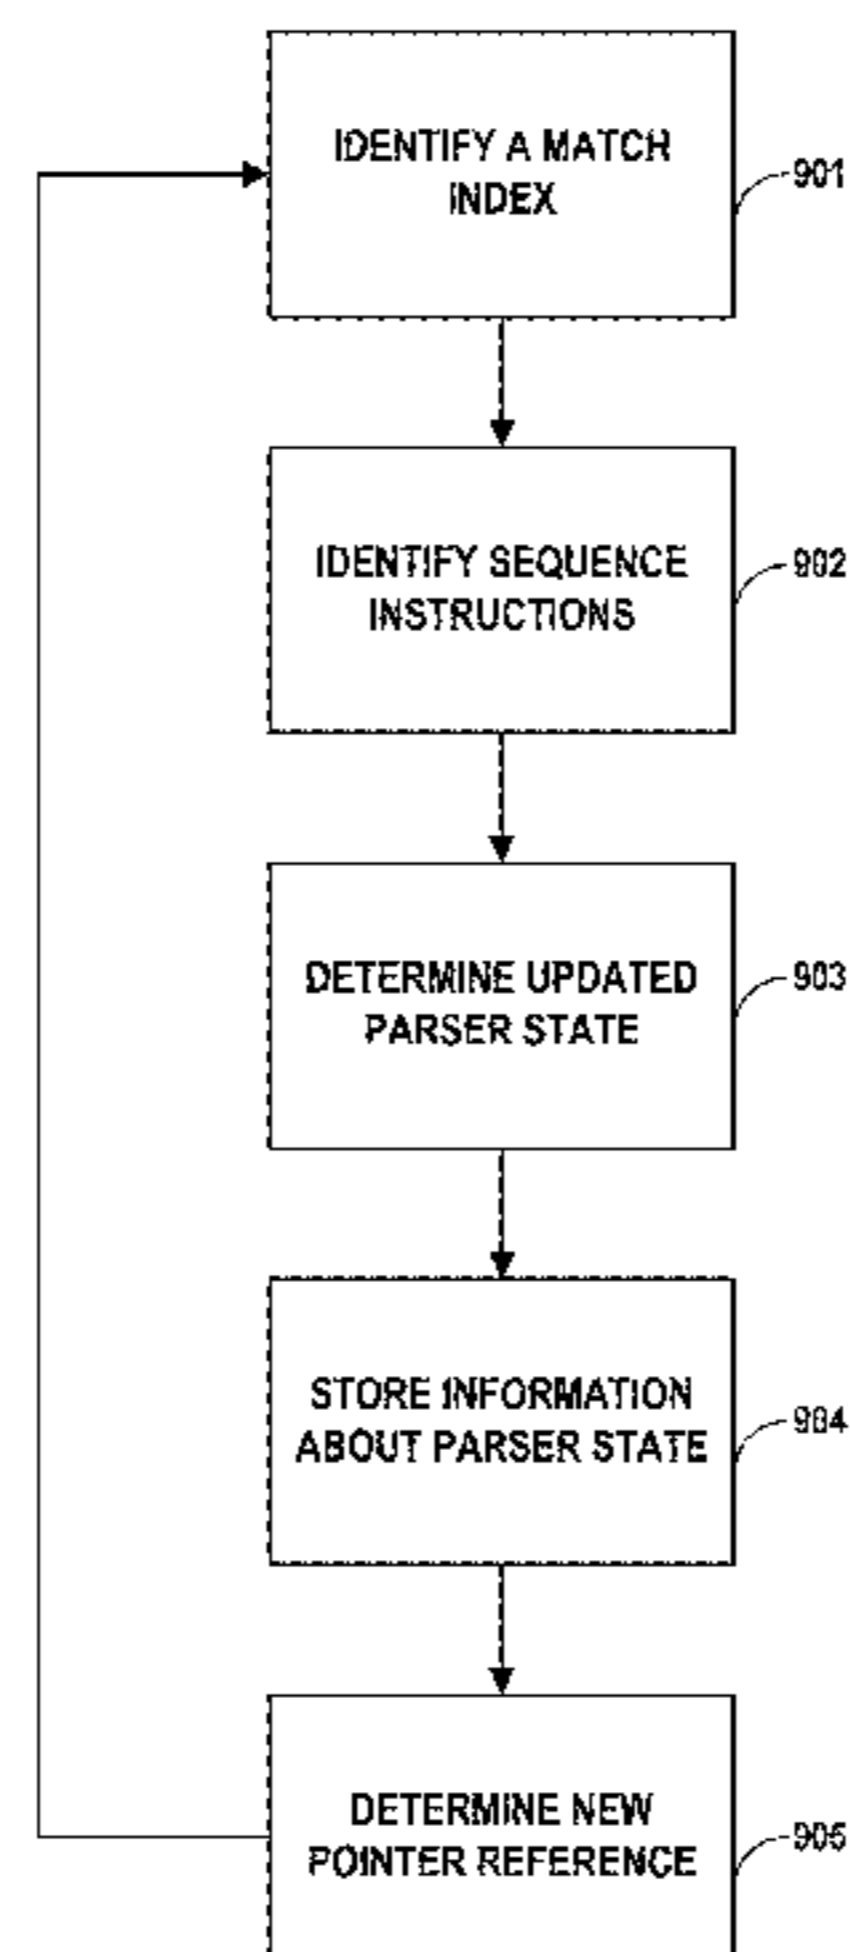 IDENTIFY A MATCH
INDEX
901
IDENTIFY SEQUENCE
INSTRUCTIONS
902
DETERMINE UPDATED
PARSER STATE
903
STORE INFORMATION
ABOUT PARSER STATE
904
DETERMINE NEW
POINTER REFERENCE
905